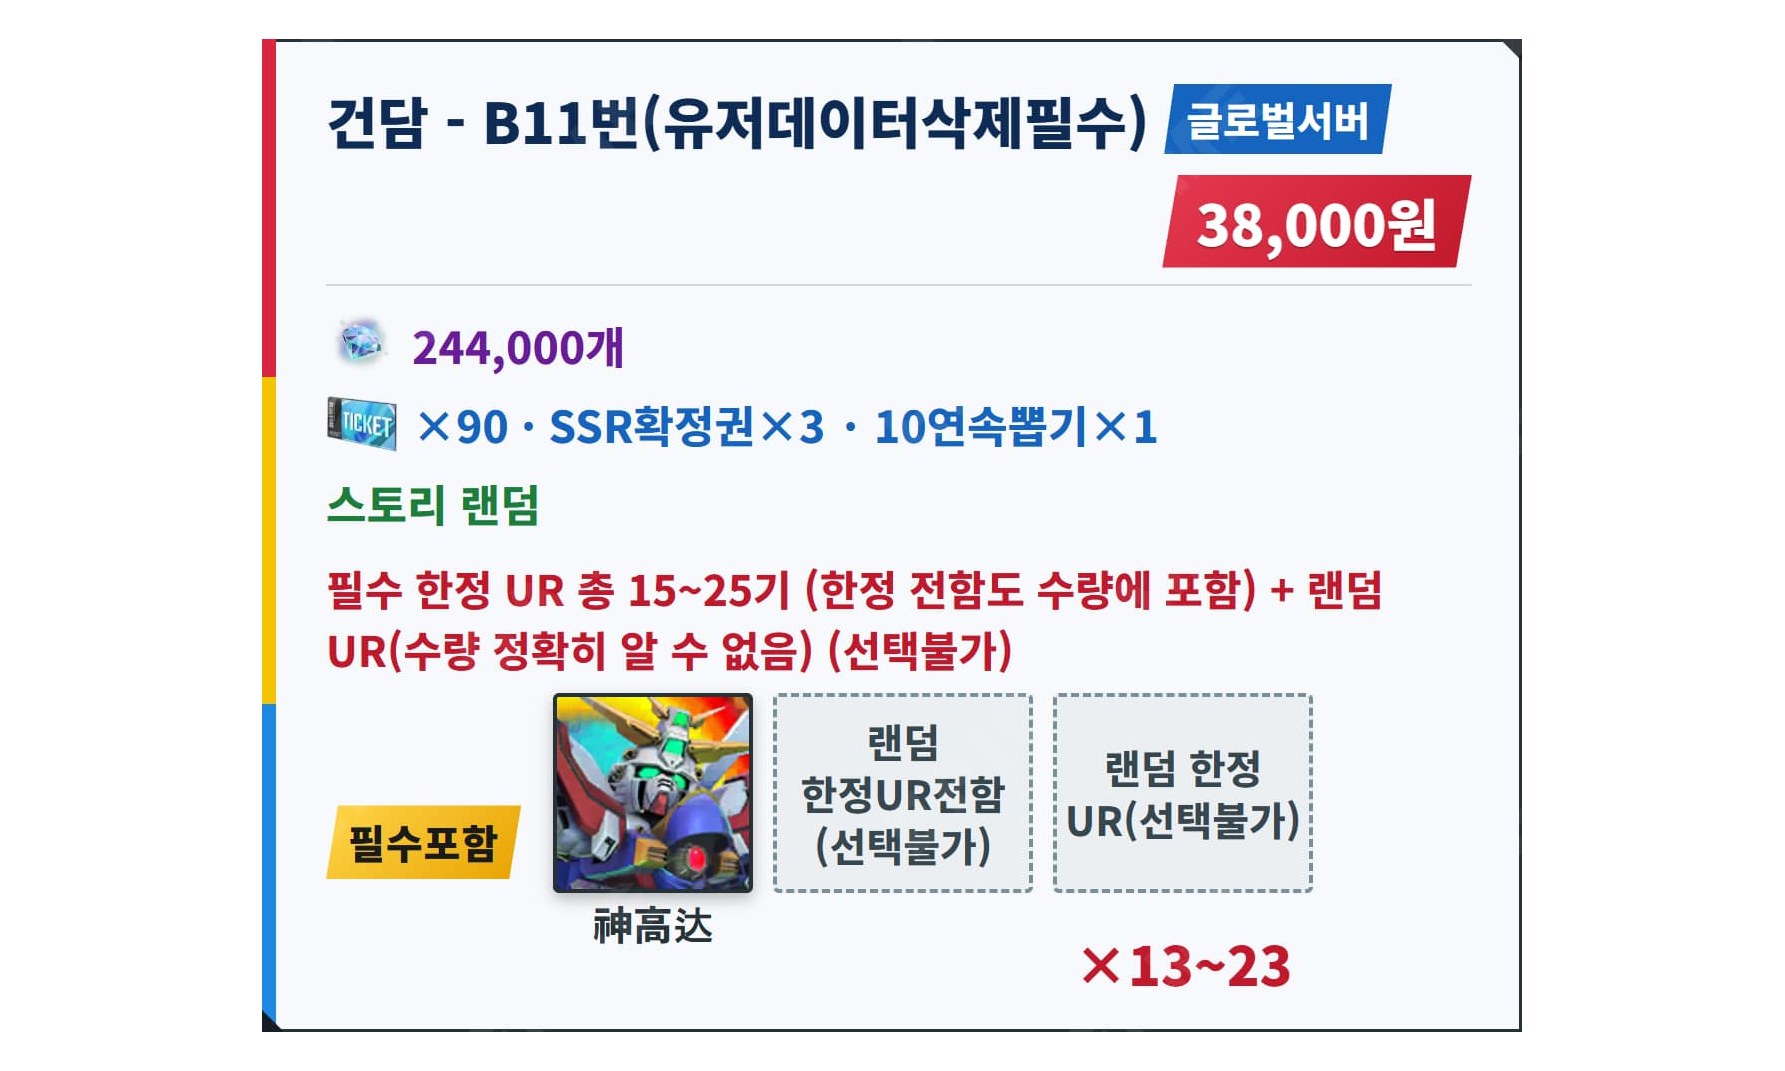 건담 - B11번(유저데이터삭제필수) 글로벌서버
38,000원
244,000개
TICKET ×90 · SSR확정권×3 · 10연속뽑기×1
스토리 랜덤
필수 한정 UR 총 15~25기 (한정 전함도 수량에 포함) + 랜덤
UR(수량 정확히 알 수 없음) (선택불가)
필수포함
神高达
랜덤
한정UR전함
(선택불가)
랜덤 한정
UR(선택불가)
×13~23